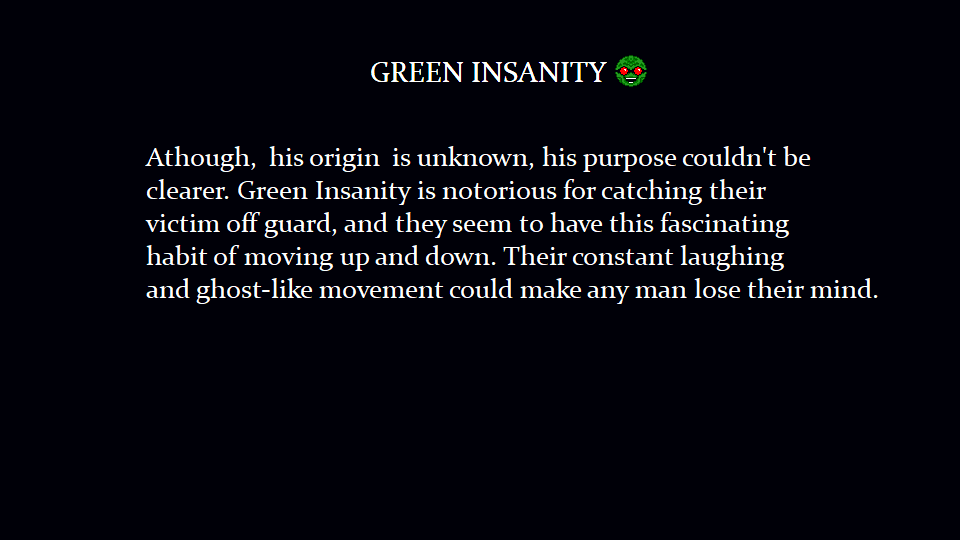 GREEN INSANITY
Athough,  his origin  is unknown, his purpose couldn't be
clearer. Green Insanity is notorious for catching their
victim off guard, and they seem to have this fascinating
habit of moving up and down. Their constant laughing
and ghost-like movement could make any man lose their mind.